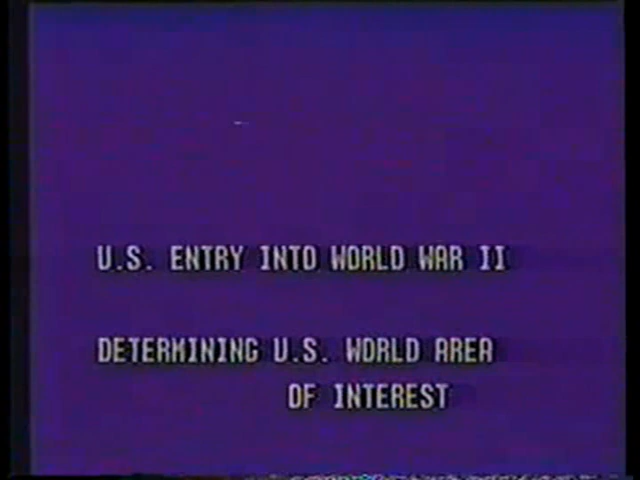 U.S. ENTRY INTO WORLD WAR II
DETERMINING U.S. WORLD AREA
OF INTEREST